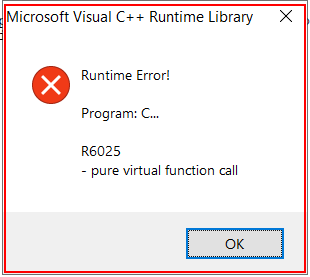 Microsoft Visual C++ Runtime Library
Runtime Error!
Program: C...
R6025
- pure virtual function call
OK